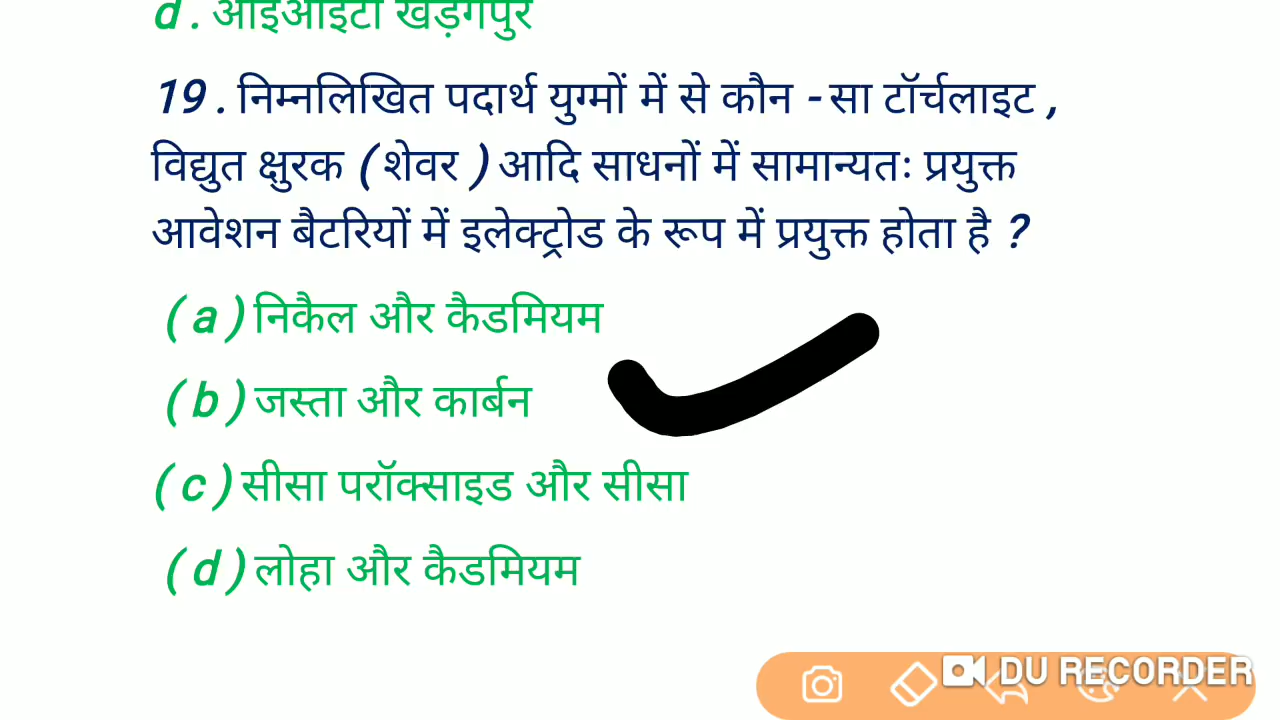 d . आईआईटी खड़गपुर
19 . निम्नलिखित पदार्थ युग्मों में से कौन - सा टॉर्चलाइट ,
विद्युत क्षुरक ( शेवर ) आदि साधनों में सामान्यतः प्रयुक्त
आवेशन बैटरियों में इलेक्ट्रोड के रूप में प्रयुक्त होता है ?
( a ) निकैल और कैडमियम
( b ) जस्ता और कार्बन
( c ) सीसा परॉक्साइड और सीसा
( d ) लोहा और कैडमियम
DU RECORDER